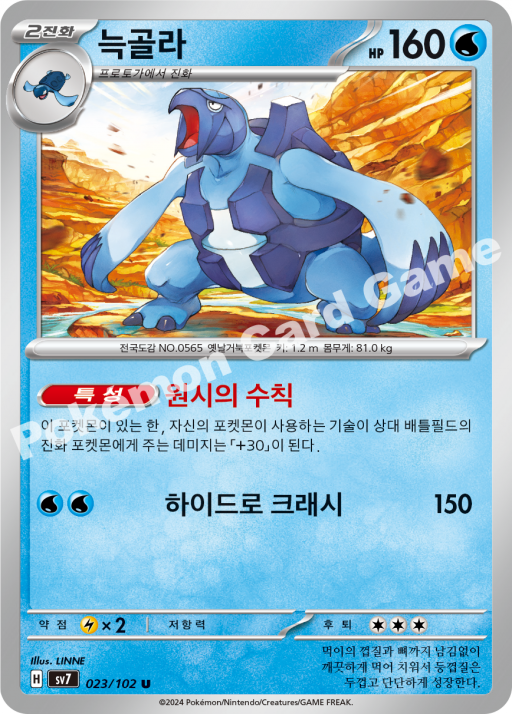 2진화 늑골라 HP 160
프로토가에서 진화
전국도감 NO.0565 옛날거북포켓몬 키: 1.2 m 몸무게: 81.0 kg
특성 원시의 수칙
이 포켓몬이 있는 한, 자신의 포켓몬이 사용하는 기술이 상대 배틀필드의
진화 포켓몬에게 주는 데미지는 「+30」이 된다.
하이드로 크래시 150
약점 ×2 저항력 후퇴
Illus. LINNE
H sv7 023/102 U
먹이의 껍질과 뼈까지 남김없이
깨끗하게 먹어 치워서 등껍질은
두껍고 단단하게 성장한다.
©2024 Pokémon/Nintendo/Creatures/GAME FREAK.
Pokémon Card Game